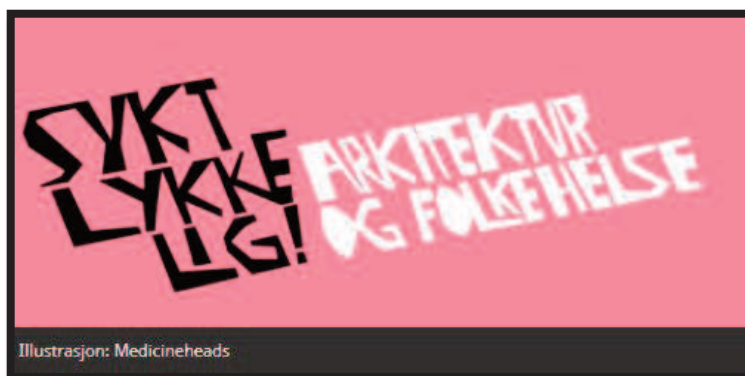 SYKT
LYKKE
LIG!
ARKITEKTUR
OG FOLKEHELSE
Illustrasjon: Medicineheads